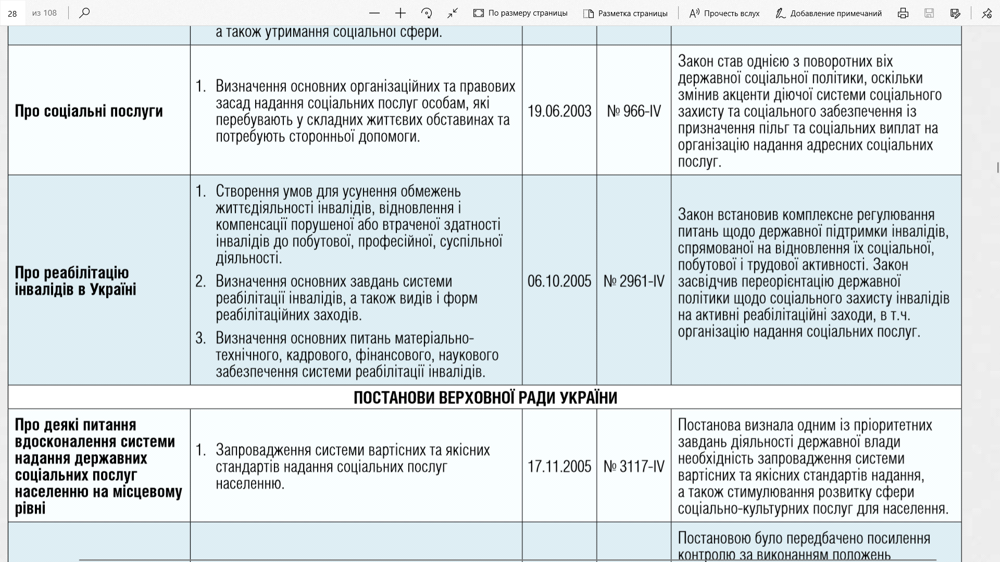 28 из 108 По размеру страницы Разметка страницы Прочесть вслух Добавление примечаний
а також утримання соціальної сфери.
Про соціальні послуги
1. Визначення основних організаційних та правових
засад надання соціальних послуг особам, які
перебувають у складних життєвих обставинах та
потребують сторонньої допомоги.
19.06.2003
№ 966-IV
Закон став однією з поворотних віх
державної соціальної політики, оскільки
змінив акценти діючої системи соціального
захисту та соціального забезпечення із
призначення пільг та соціальних виплат на
організацію надання адресних соціальних
послуг.
Про реабілітацію
інвалідів в Україні
1. Створення умов для усунення обмежень
життєдіяльності інвалідів, відновлення і
компенсації порушеної або втраченої здатності
інвалідів до побутової, професійної, суспільної
діяльності.
2. Визначення основних завдань системи
реабілітації інвалідів, а також видів і форм
реабілітаційних заходів.
3. Визначення основних питань матеріально-
технічного, кадрового, фінансового, наукового
забезпечення системи реабілітації інвалідів.
06.10.2005
№ 2961-IV
Закон встановив комплексне регулювання
питань щодо державної підтримки інвалідів,
спрямованої на відновлення їх соціальної,
побутової і трудової активності. Закон
засвідчив переорієнтацію державної
політики щодо соціального захисту інвалідів
на активні реабілітаційні заходи, в т.ч.
організацію надання соціальних послуг.
ПОСТАНОВИ ВЕРХОВНОЇ РАДИ УКРАЇНИ
Про деякі питання
вдосконалення системи
надання державних
соціальних послуг
населенню на місцевому
рівні
1. Запровадження системи вартісних та якісних
стандартів надання соціальних послуг
населенню.
17.11.2005
№ 3117-IV
Постанова визнала одним із пріоритетних
завдань діяльності державної влади
необхідність запровадження системи
вартісних та якісних стандартів надання,
а також стимулювання розвитку сфери
соціально-культурних послуг для населення.
Постановою було передбачено посилення
контролю за виконанням положень